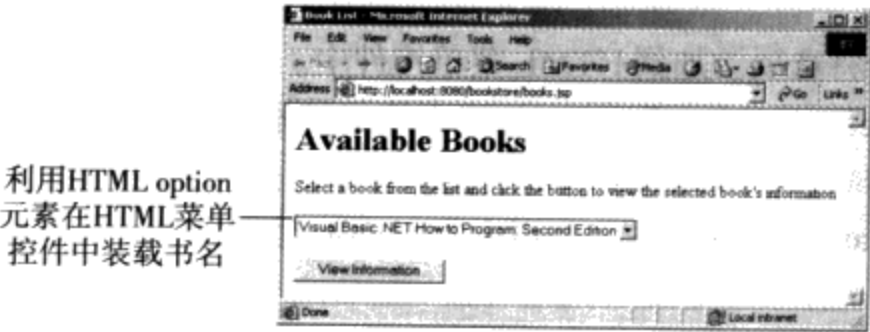 Book List - Microsoft Internet Explorer
File Edit View Favorites Tools Help
Search Favorites Media
Address http://localhost:8080/bookstore/books.jsp Go Links »
Available Books
Select a book from the list and click the button to view the selected book's information
利用HTML option
元素在HTML菜单
控件中装载书名
Visual Basic .NET How to Program: Second Edition
View Information
Done Local intranet